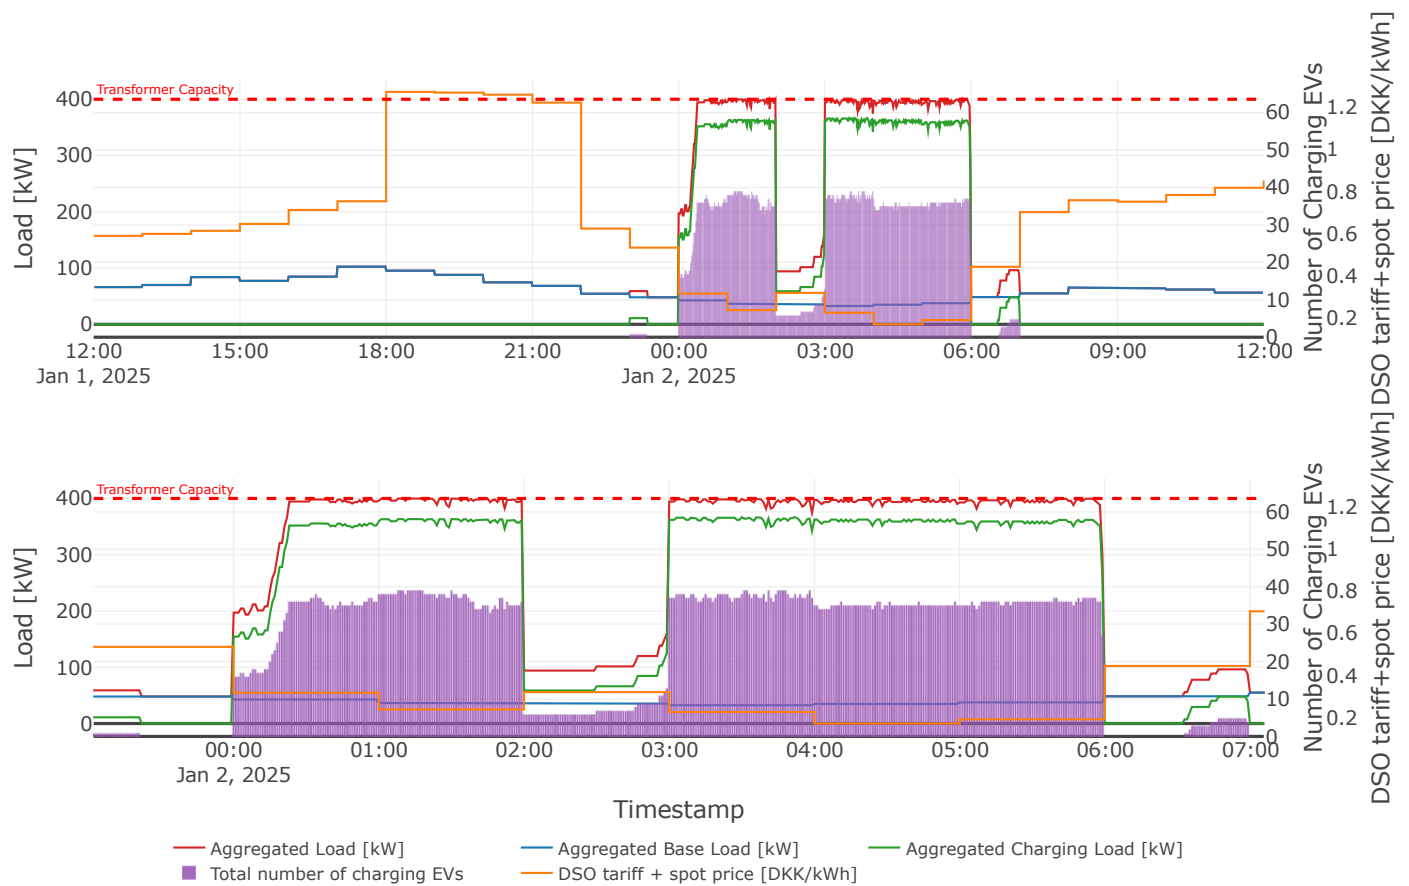 Transformer Capacity
400
300
200
100
0
Load [kW]
60
50
40
30
20
10
0
Number of Charging EVs
1.2
1
0.8
0.6
0.4
0.2
DSO tariff+spot price [DKK/kWh]
12:00 15:00 18:00 21:00 00:00 03:00 06:00 09:00 12:00
Jan 1, 2025 Jan 2, 2025
Transformer Capacity
400
300
200
100
0
Load [kW]
60
50
40
30
20
10
0
Number of Charging EVs
1.2
1
0.8
0.6
0.4
0.2
DSO tariff+spot price [DKK/kWh]
00:00 01:00 02:00 03:00 04:00 05:00 06:00 07:00
Jan 2, 2025
Timestamp
Aggregated Load [kW] Aggregated Base Load [kW] Aggregated Charging Load [kW]
Total number of charging EVs DSO tariff + spot price [DKK/kWh]